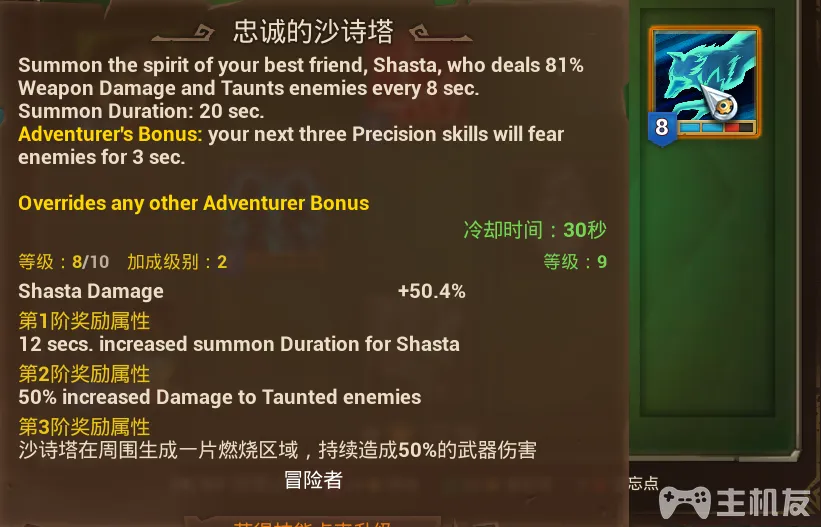 忠诚的沙诗塔
Summon the spirit of your best friend, Shasta, who deals 81%
Weapon Damage and Taunts enemies every 8 sec.
Summon Duration: 20 sec.
Adventurer's Bonus: your next three Precision skills will fear
enemies for 3 sec.
Overrides any other Adventurer Bonus
冷却时间：30秒
等级：8/10 加成级别：2 等级：9
Shasta Damage +50.4%
第1阶奖励属性
12 secs. increased summon Duration for Shasta
第2阶奖励属性
50% increased Damage to Taunted enemies
第3阶奖励属性
沙诗塔在周围生成一片燃烧区域，持续造成50%的武器伤害
冒险者
8
忘点
主机友